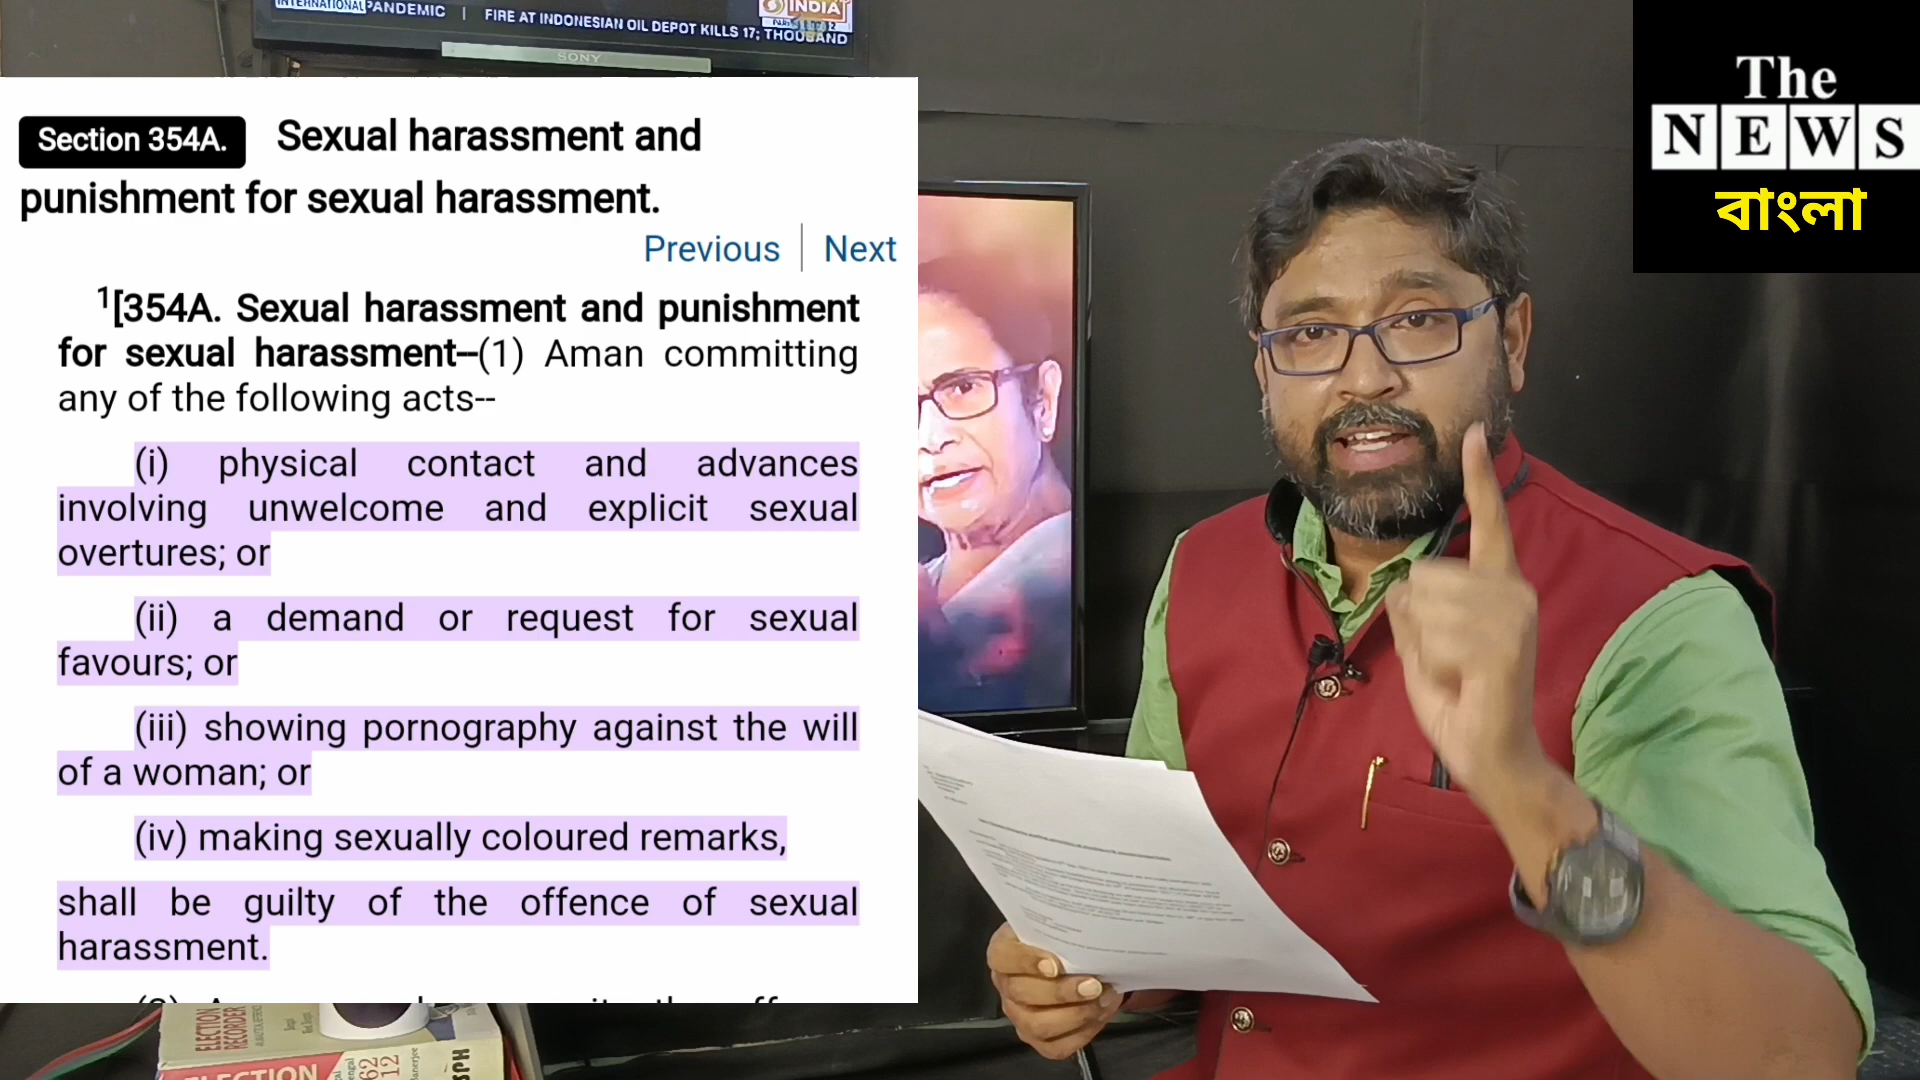 INTERNATIONAL PANDEMIC | FIRE AT INDONESIAN OIL DEPOT KILLS 17; THOUSAND
INDIA
SONY
The
NEWS
বাংলা
Section 354A. Sexual harassment and
punishment for sexual harassment.
Previous | Next
1[354A. Sexual harassment and punishment
for sexual harassment--(1) Aman committing
any of the following acts--
(i) physical contact and advances
involving unwelcome and explicit sexual
overtures; or
(ii) a demand or request for sexual
favours; or
(iii) showing pornography against the will
of a woman; or
(iv) making sexually coloured remarks,
shall be guilty of the offence of sexual
harassment.
ELECTION
RECORDER
ELECTION